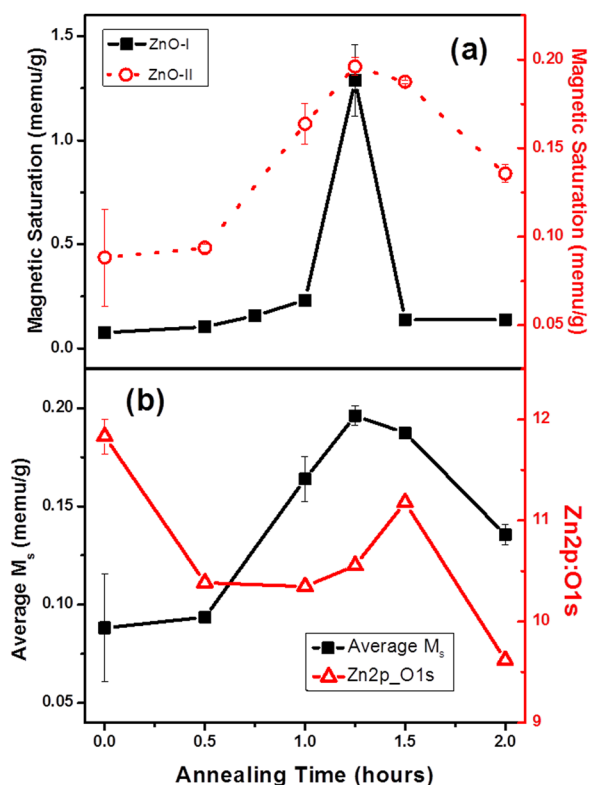 (a)
ZnO-I
ZnO-II
Magnetic Saturation (memu/g)
1.5
1.0
0.5
0.0
Magnetic Saturation (memu/g)
0.20
0.15
0.10
0.05
(b)
Average Ms (memu/g)
0.20
0.15
0.10
0.05
Zn2p:O1s
12
11
10
9
Average Ms
Zn2p_O1s
0.0 0.5 1.0 1.5 2.0
Annealing Time (hours)